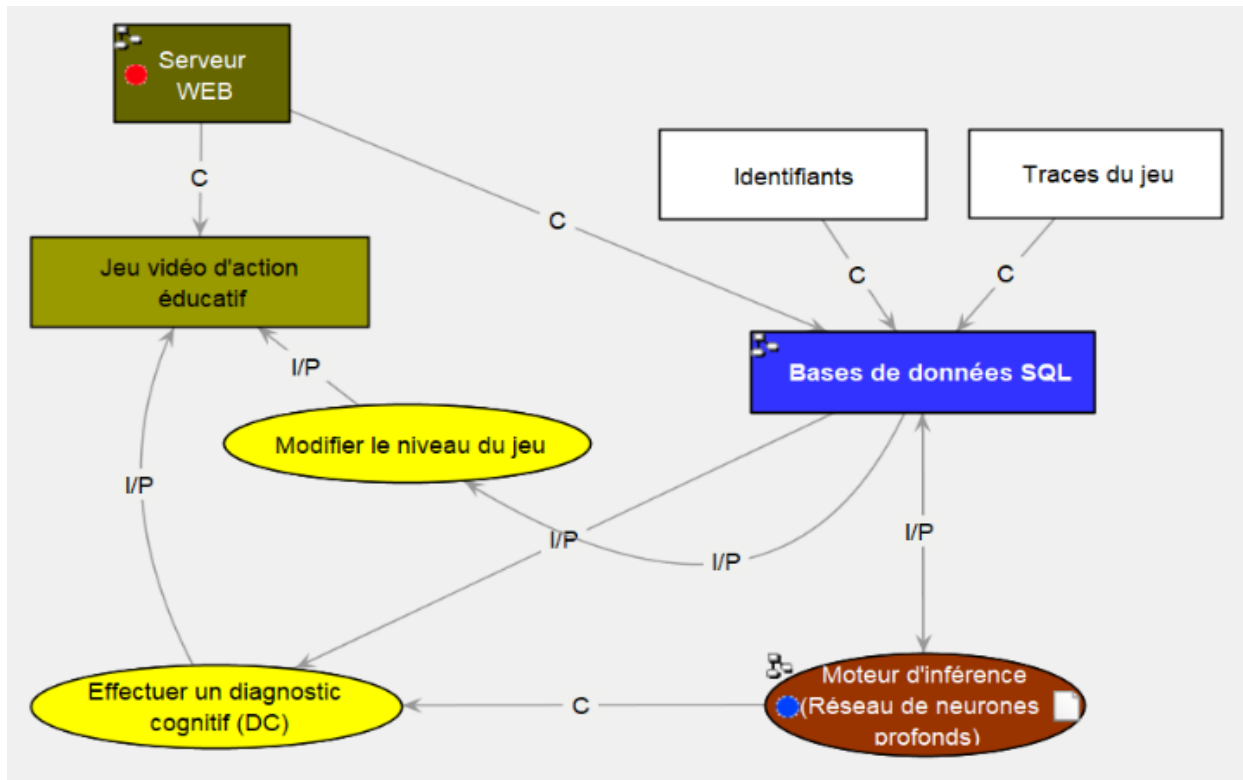 Serveur
WEB
C
C
Identifiants
Traces du jeu
C
C
Jeu vidéo d'action
éducatif
Bases de données SQL
I/P
Modifier le niveau du jeu
I/P
I/P
I/P
I/P
Effectuer un diagnostic
cognitif (DC)
C
Moteur d'inférence
(Réseau de neurones
profonds)